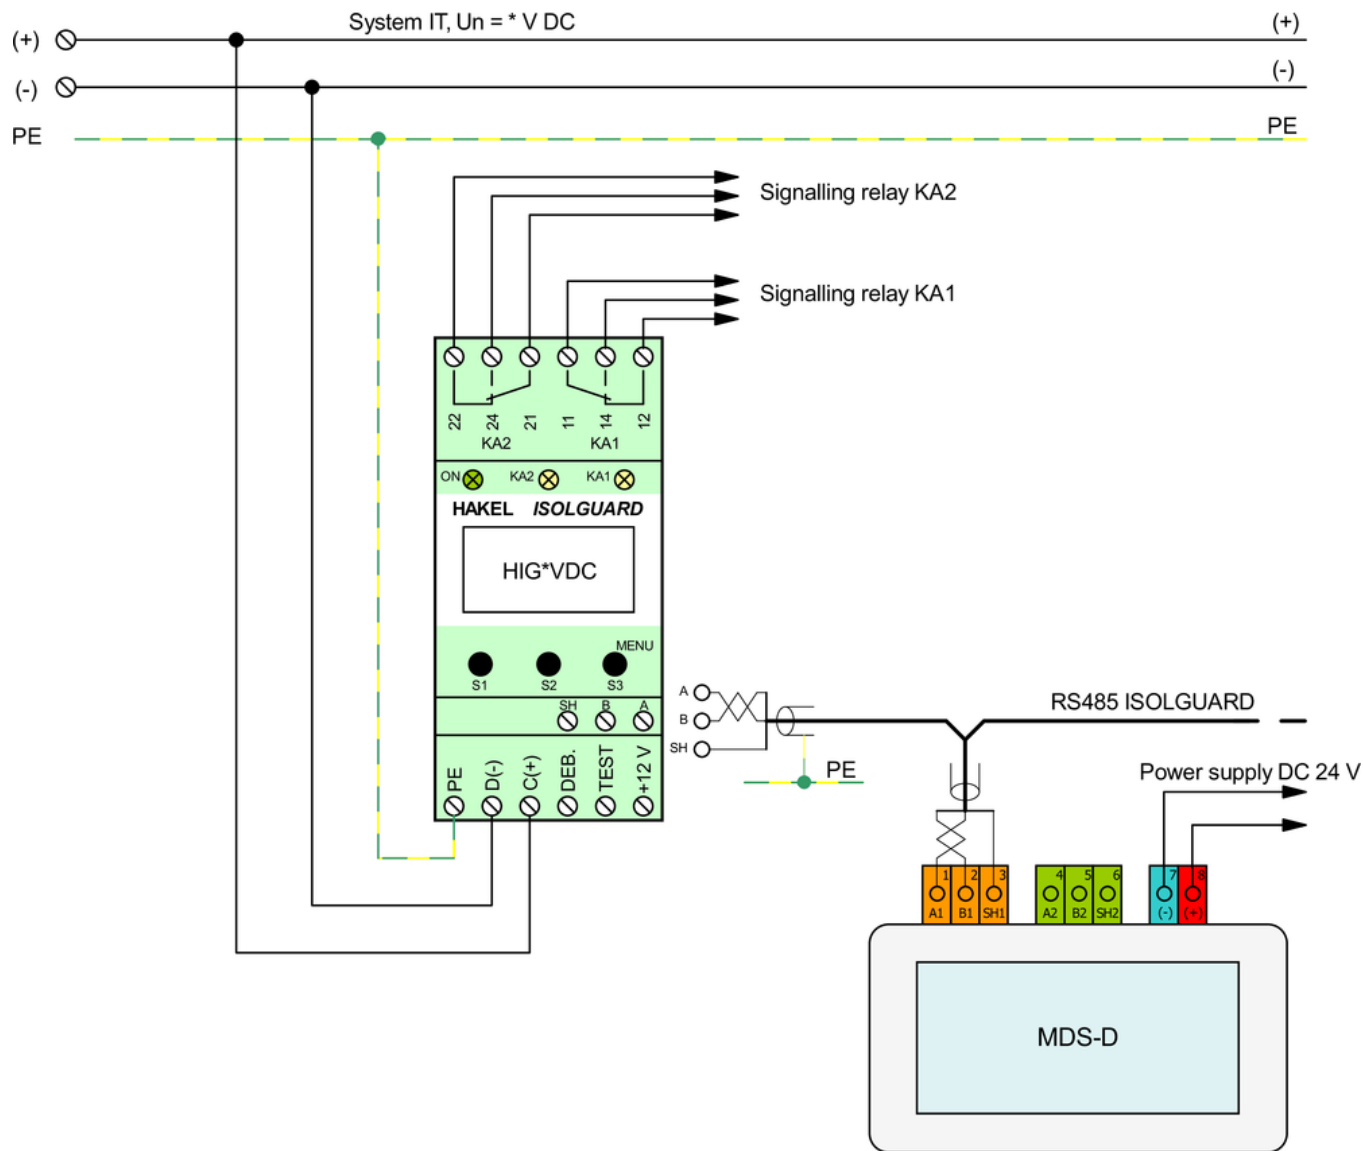 System IT, Un = * V DC
(+)
(+)
(-)
(-)
PE
PE
Signalling relay KA2
Signalling relay KA1
22
24
21
11
14
12
KA2
KA1
ON
KA2
KA1
HAKEL ISOLGUARD
HIG*VDC
MENU
S1
S2
S3
SH
B
A
PE
D(-)
C(+)
DEB.
TEST
+12 V
A
B
SH
PE
RS485 ISOLGUARD
Power supply DC 24 V
1
2
3
4
5
6
7
8
A1
B1
SH1
A2
B2
SH2
(-)
(+)
MDS-D